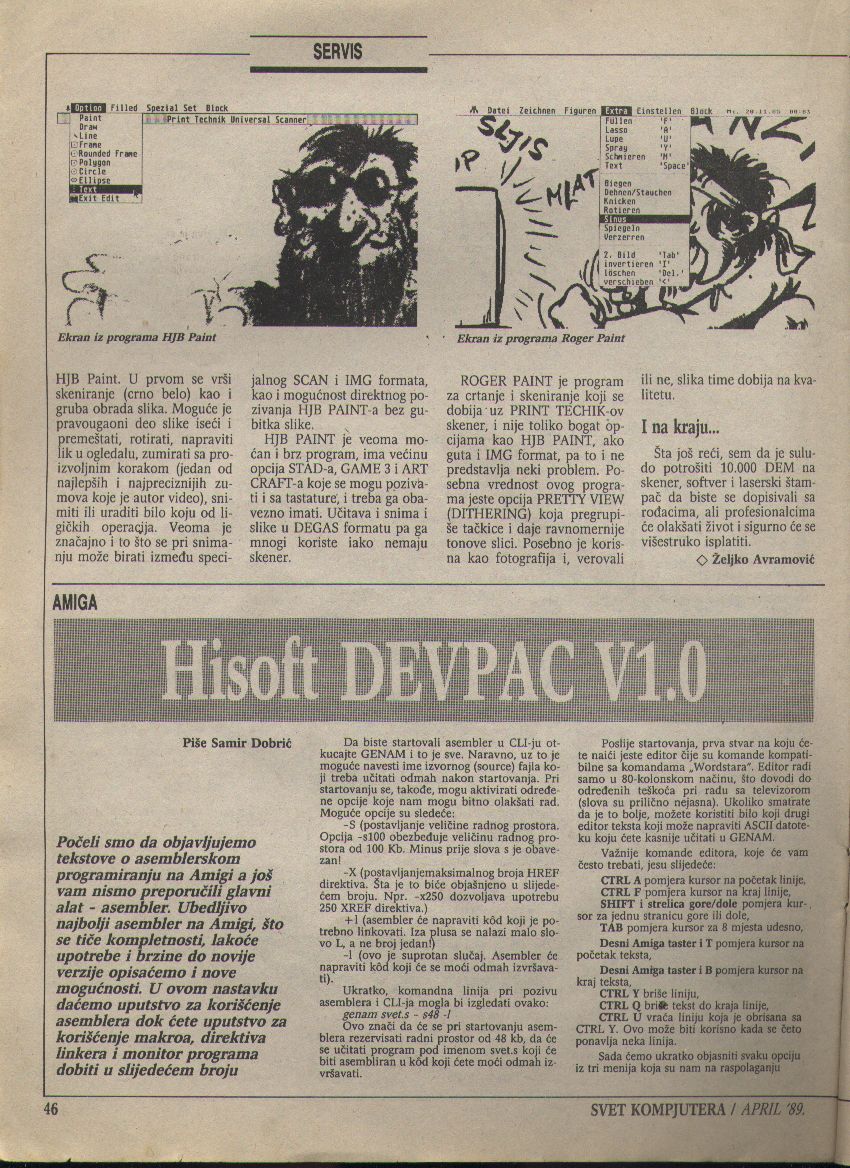 SERVIS
Option Filled Spezial Set Block
Print Technik Universal Scanner
Paint
Draw
Line
Frame
Rounded Frame
Polygon
Circle
Ellipse
Text
Exit Edit
Datei Zeichnen Figuren Extra Einstellen Block
Füllen 'F'
Lasso 'A'
Lupe 'U'
Spray 'Y'
Schmieren 'M'
Text 'Space'
Biegen
Dehnen/Stauchen
Knicken
Rotieren
Sinus
Spiegeln
Verzerren
2. Bild 'Tab'
invertieren 'I'
löschen 'Del.'
verschieben '<'
MLAT
Ekran iz programa HJB Paint
Ekran iz programa Roger Paint
HJB Paint. U prvom se vrši
skeniranje (crno belo) kao i
gruba obrada slika. Moguće je
pravougaoni deo slike iseći i
premeštati, rotirati, napraviti
lik u ogledalu, zumirati sa pro-
izvoljnim korakom (jedan od
najlepših i najpreciznijih zu-
mova koje je autor video), sni-
miti ili uraditi bilo koju od li-
gičkih operacija. Veoma je
značajno i to što se pri snima-
nju može birati između speci-
jalnog SCAN i IMG formata,
kao i mogućnost direktnog po-
zivanja HJB PAINT-a bez gu-
bitka slike.
HJB PAINT je veoma mo-
ćan i brz program, ima većinu
opcija STAD-a, GAME 3 i ART
CRAFT-a koje se mogu poziva-
ti i sa tastature, i treba ga oba-
vezno imati. Učitava i snima i
slike u DEGAS formatu pa ga
mnogi koriste iako nemaju
skener.
ROGER PAINT je program
za crtanje i skeniranje koji se
dobija uz PRINT TECHIK-ov
skener, i nije toliko bogat op-
cijama kao HJB PAINT, ako
guta i IMG format, pa to i ne
predstavlja neki problem. Po-
sebna vrednost ovog progra-
ma jeste opcija PRETTY VIEW
(DITHERING) koja pregrupi-
še tačkice i daje ravnomernije
tonove slici. Posebno je koris-
na kao fotografija i, verovali
ili ne, slika time dobija na kva-
litetu.
I na kraju...
Šta još reći, sem da je sulu-
do potrošiti 10.000 DEM na
skener, softver i laserski štam-
pač da biste se dopisivali sa
rođacima, ali profesionalcima
će olakšati život i sigurno će se
višestruko isplatiti.
◇ Željko Avramović
AMIGA
Hisoft DEVPAC V1.0
Piše Samir Dobrić
Počeli smo da objavljujemo
tekstove o asemblerskom
programiranju na Amigi a još
vam nismo preporučili glavni
alat - asembler. Ubedljivo
najbolji asembler na Amigi, što
se tiče kompletnosti, lakoće
upotrebe i brzine do novije
verzije opisaćemo i nove
mogućnosti. U ovom nastavku
daćemo uputstvo za korišćenje
asemblera dok ćete uputstvo za
korišćenje makroa, direktiva
linkera i monitor programa
dobiti u slijedećem broju
Da biste startovali asembler u CLI-ju ot-
kucajte GENAM i to je sve. Naravno, uz to je
moguće navesti ime izvornog (source) fajla ko-
ji treba učitati odmah nakon startovanja. Pri
startovanju se, takođe, mogu aktivirati određe-
ne opcije koje nam mogu bitno olakšati rad.
Moguće opcije su sledeće:
–S (postavljanje veličine radnog prostora.
Opcija –s100 obezbeđuje veličinu radnog pro-
stora od 100 Kb. Minus prije slova s je obave-
zan!
–X (postavljanjemaksimalnog broja HREF
direktiva. Šta je to biće objašnjeno u slijede-
ćem broju. Npr. –x250 dozvoljava upotrebu
250 XREF direktiva.)
+1 (asembler će napraviti kôd koji je po-
trebno linkovati. Iza plusa se nalazi malo slo-
vo L, a ne broj jedan!)
–l (ovo je suprotan slučaj. Asembler će
napraviti kôd koji će se moći odmah izvršava-
ti).
Ukratko, komandna linija pri pozivu
asemblera i CLI-ja mogla bi izgledati ovako:
genam svet.s – s48 -l
Ovo znači da će se pri startovanju asem-
blera rezervisati radni prostor od 48 kb, da će
se učitati program pod imenom svet.s koji će
biti asembliran u kôd koji ćete moći odmah iz-
vršavati.
Poslije startovanja, prva stvar na koju će-
te naići jeste editor čije su komande kompati-
bilne sa komandama „Wordstara". Editor radi
samo u 80-kolonskom načinu, što dovodi do
određenih teškoća pri radu sa televizorom
(slova su prilično nejasna). Ukoliko smatrate
da je to bolje, možete koristiti bilo koji drugi
editor teksta koji može napraviti ASCII datote-
ku koju ćete kasnije učitati u GENAM.
Važnije komande editora, koje će vam
često trebati, jesu slijedeće:
CTRL A pomjera kursor na početak linije,
CTRL F pomjera kursor na kraj linije,
SHIFT i strelica gore/dole pomjera kur-
sor za jednu stranicu gore ili dole,
TAB pomjera kursor za 8 mjesta udesno,
Desni Amiga taster i T pomjera kursor na
početak teksta,
Desni Amiga taster i B pomjera kursor na
kraj teksta,
CTRL Y briše liniju,
CTRL Q briše tekst do kraja linije,
CTRL U vraća liniju koja je obrisana sa
CTRL Y. Ovo može biti korisno kada se četo
ponavlja neka linija.
Sada ćemo ukratko objasniti svaku opciju
iz tri menija koja su nam na raspolaganju
46
SVET KOMPJUTERA / APRIL '89.